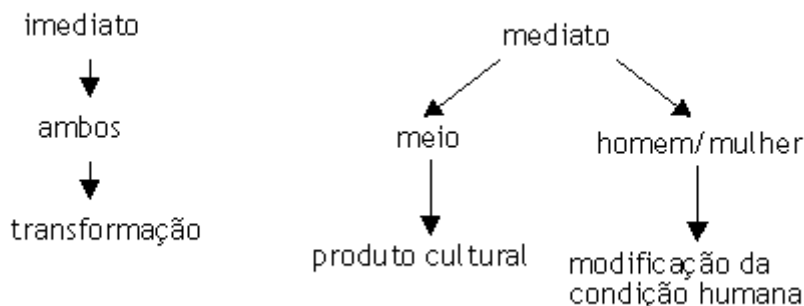 imediato
ambos
transformação
mediato
meio
homem/mulher
produto cultural
modificação da
condição humana